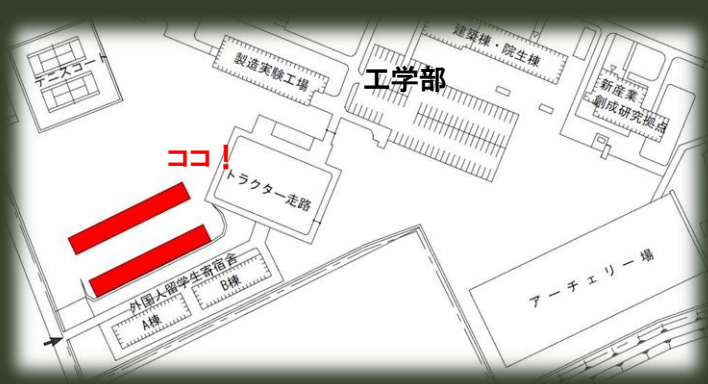 テニスコート
製造実験工場
建築棟・院生棟
工学部
新産業
創成研究拠点
ココ！
トラクター走路
外国人留学生寄宿舎
A棟
B棟
アーチェリー場